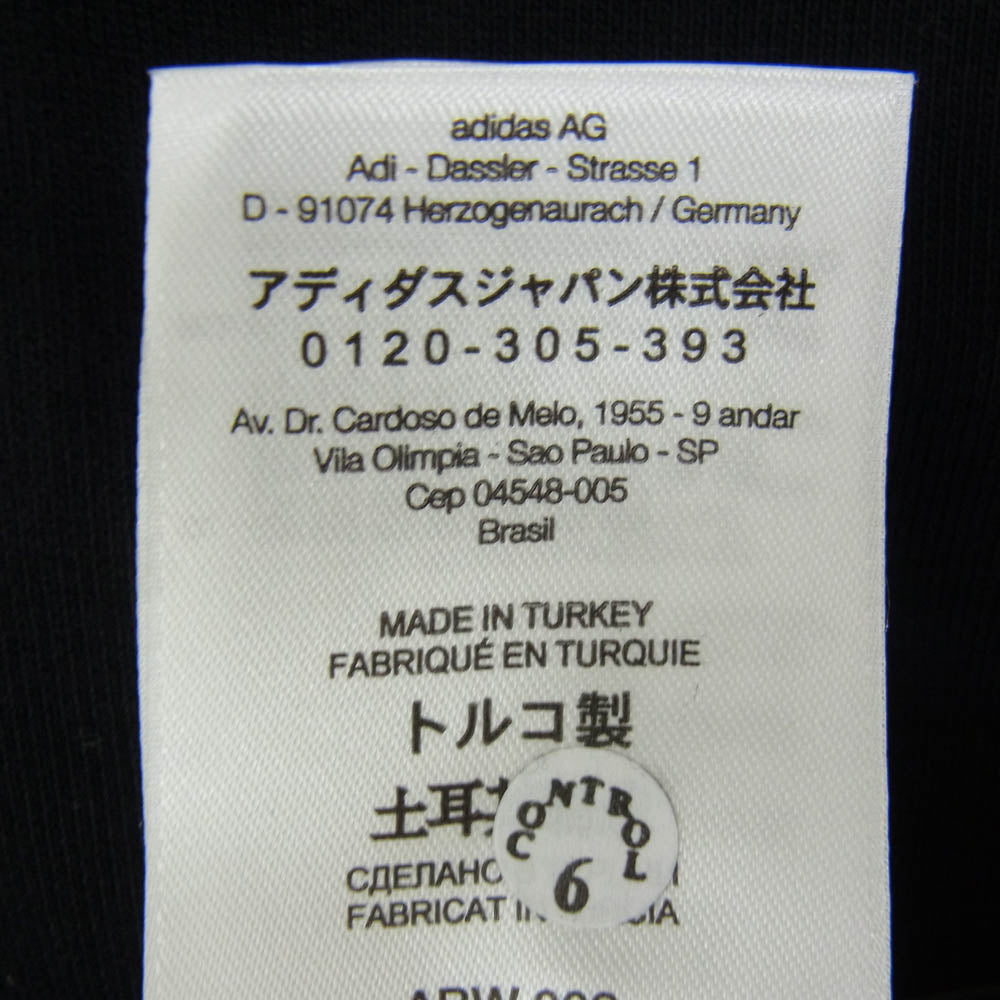 adidas AG
Adi - Dassler - Strasse 1
D - 91074 Herzogenaurach / Germany
アディダスジャパン株式会社
0120-305-393
Av. Dr. Cardoso de Melo, 1955 - 9 andar
Vila Olimpia - Sao Paulo - SP
Cep 04548-005
Brasil
MADE IN TURKEY
FABRIQUÉ EN TURQUIE
トルコ製
土耳
CONTROL
6
СДЕЛАНО
FABRICAT